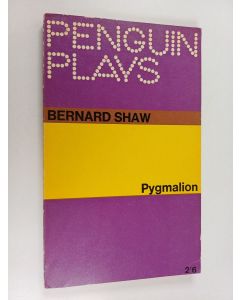 PENGUIN
PLAYS
BERNARD SHAW
Pygmalion
2'6